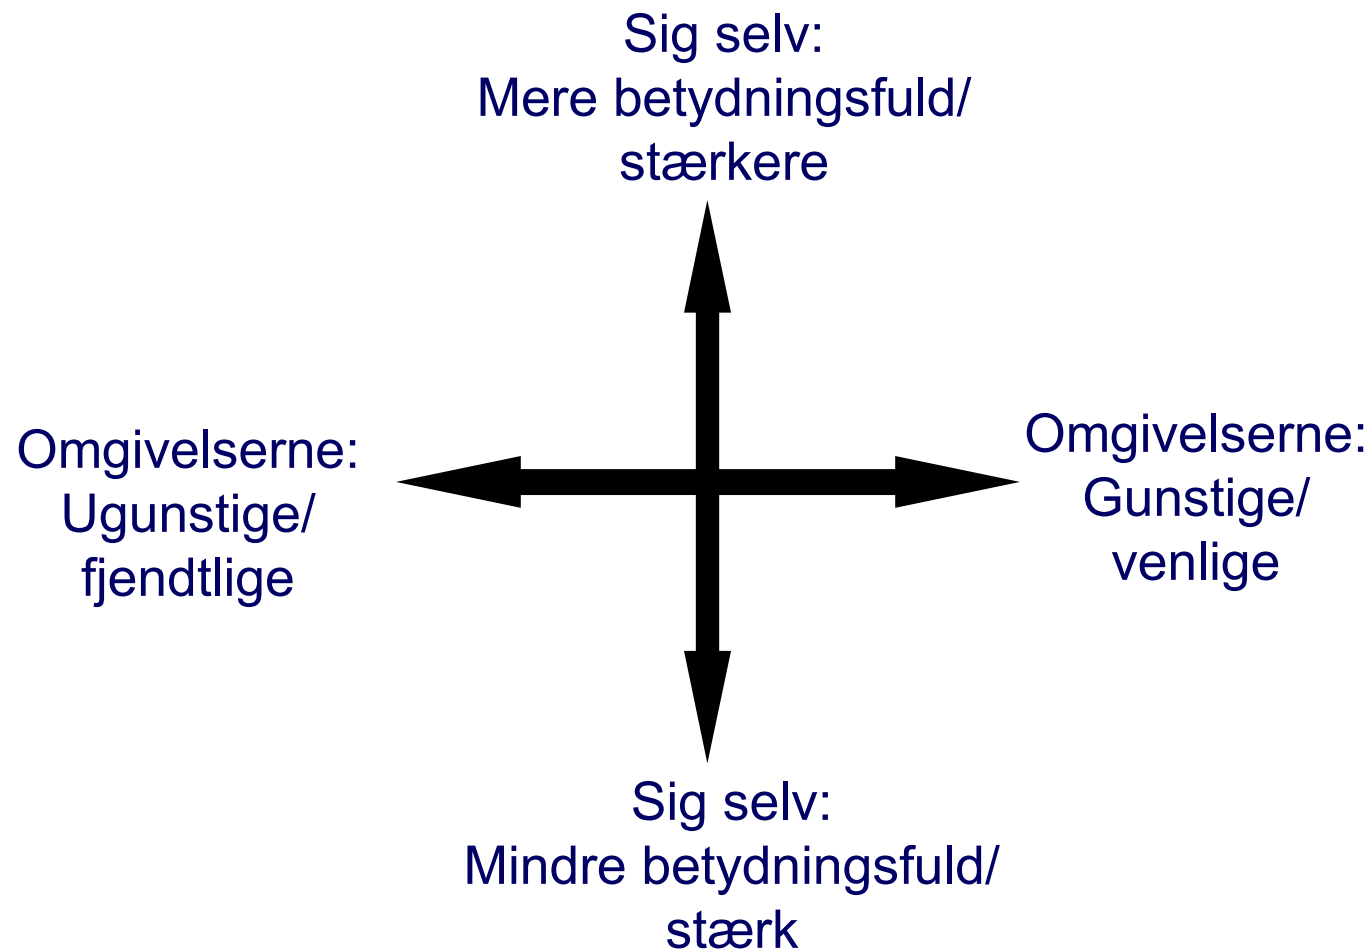 Sig selv:
Mere betydningsfuld/
stærkere
Omgivelserne:
Ugunstige/
fjendtlige
Omgivelserne:
Gunstige/
venlige
Sig selv:
Mindre betydningsfuld/
stærk